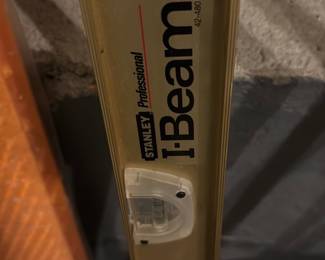 STANLEY Professional
I-Beam
42-480